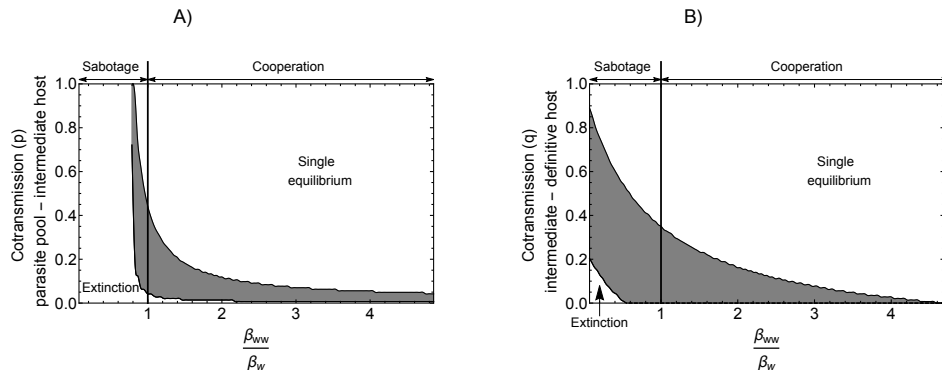 A)
Sabotage
Cooperation
Cotransmission (p)
parasite pool − intermediate host
1.0
0.8
0.6
0.4
0.2
0.0
Single
equilibrium
Extinction
1
2
3
4
βww
βw
B)
Sabotage
Cooperation
Cotransmission (q)
intermediate − definitive host
1.0
0.8
0.6
0.4
0.2
0.0
Single
equilibrium
Extinction
1
2
3
4
βww
βw